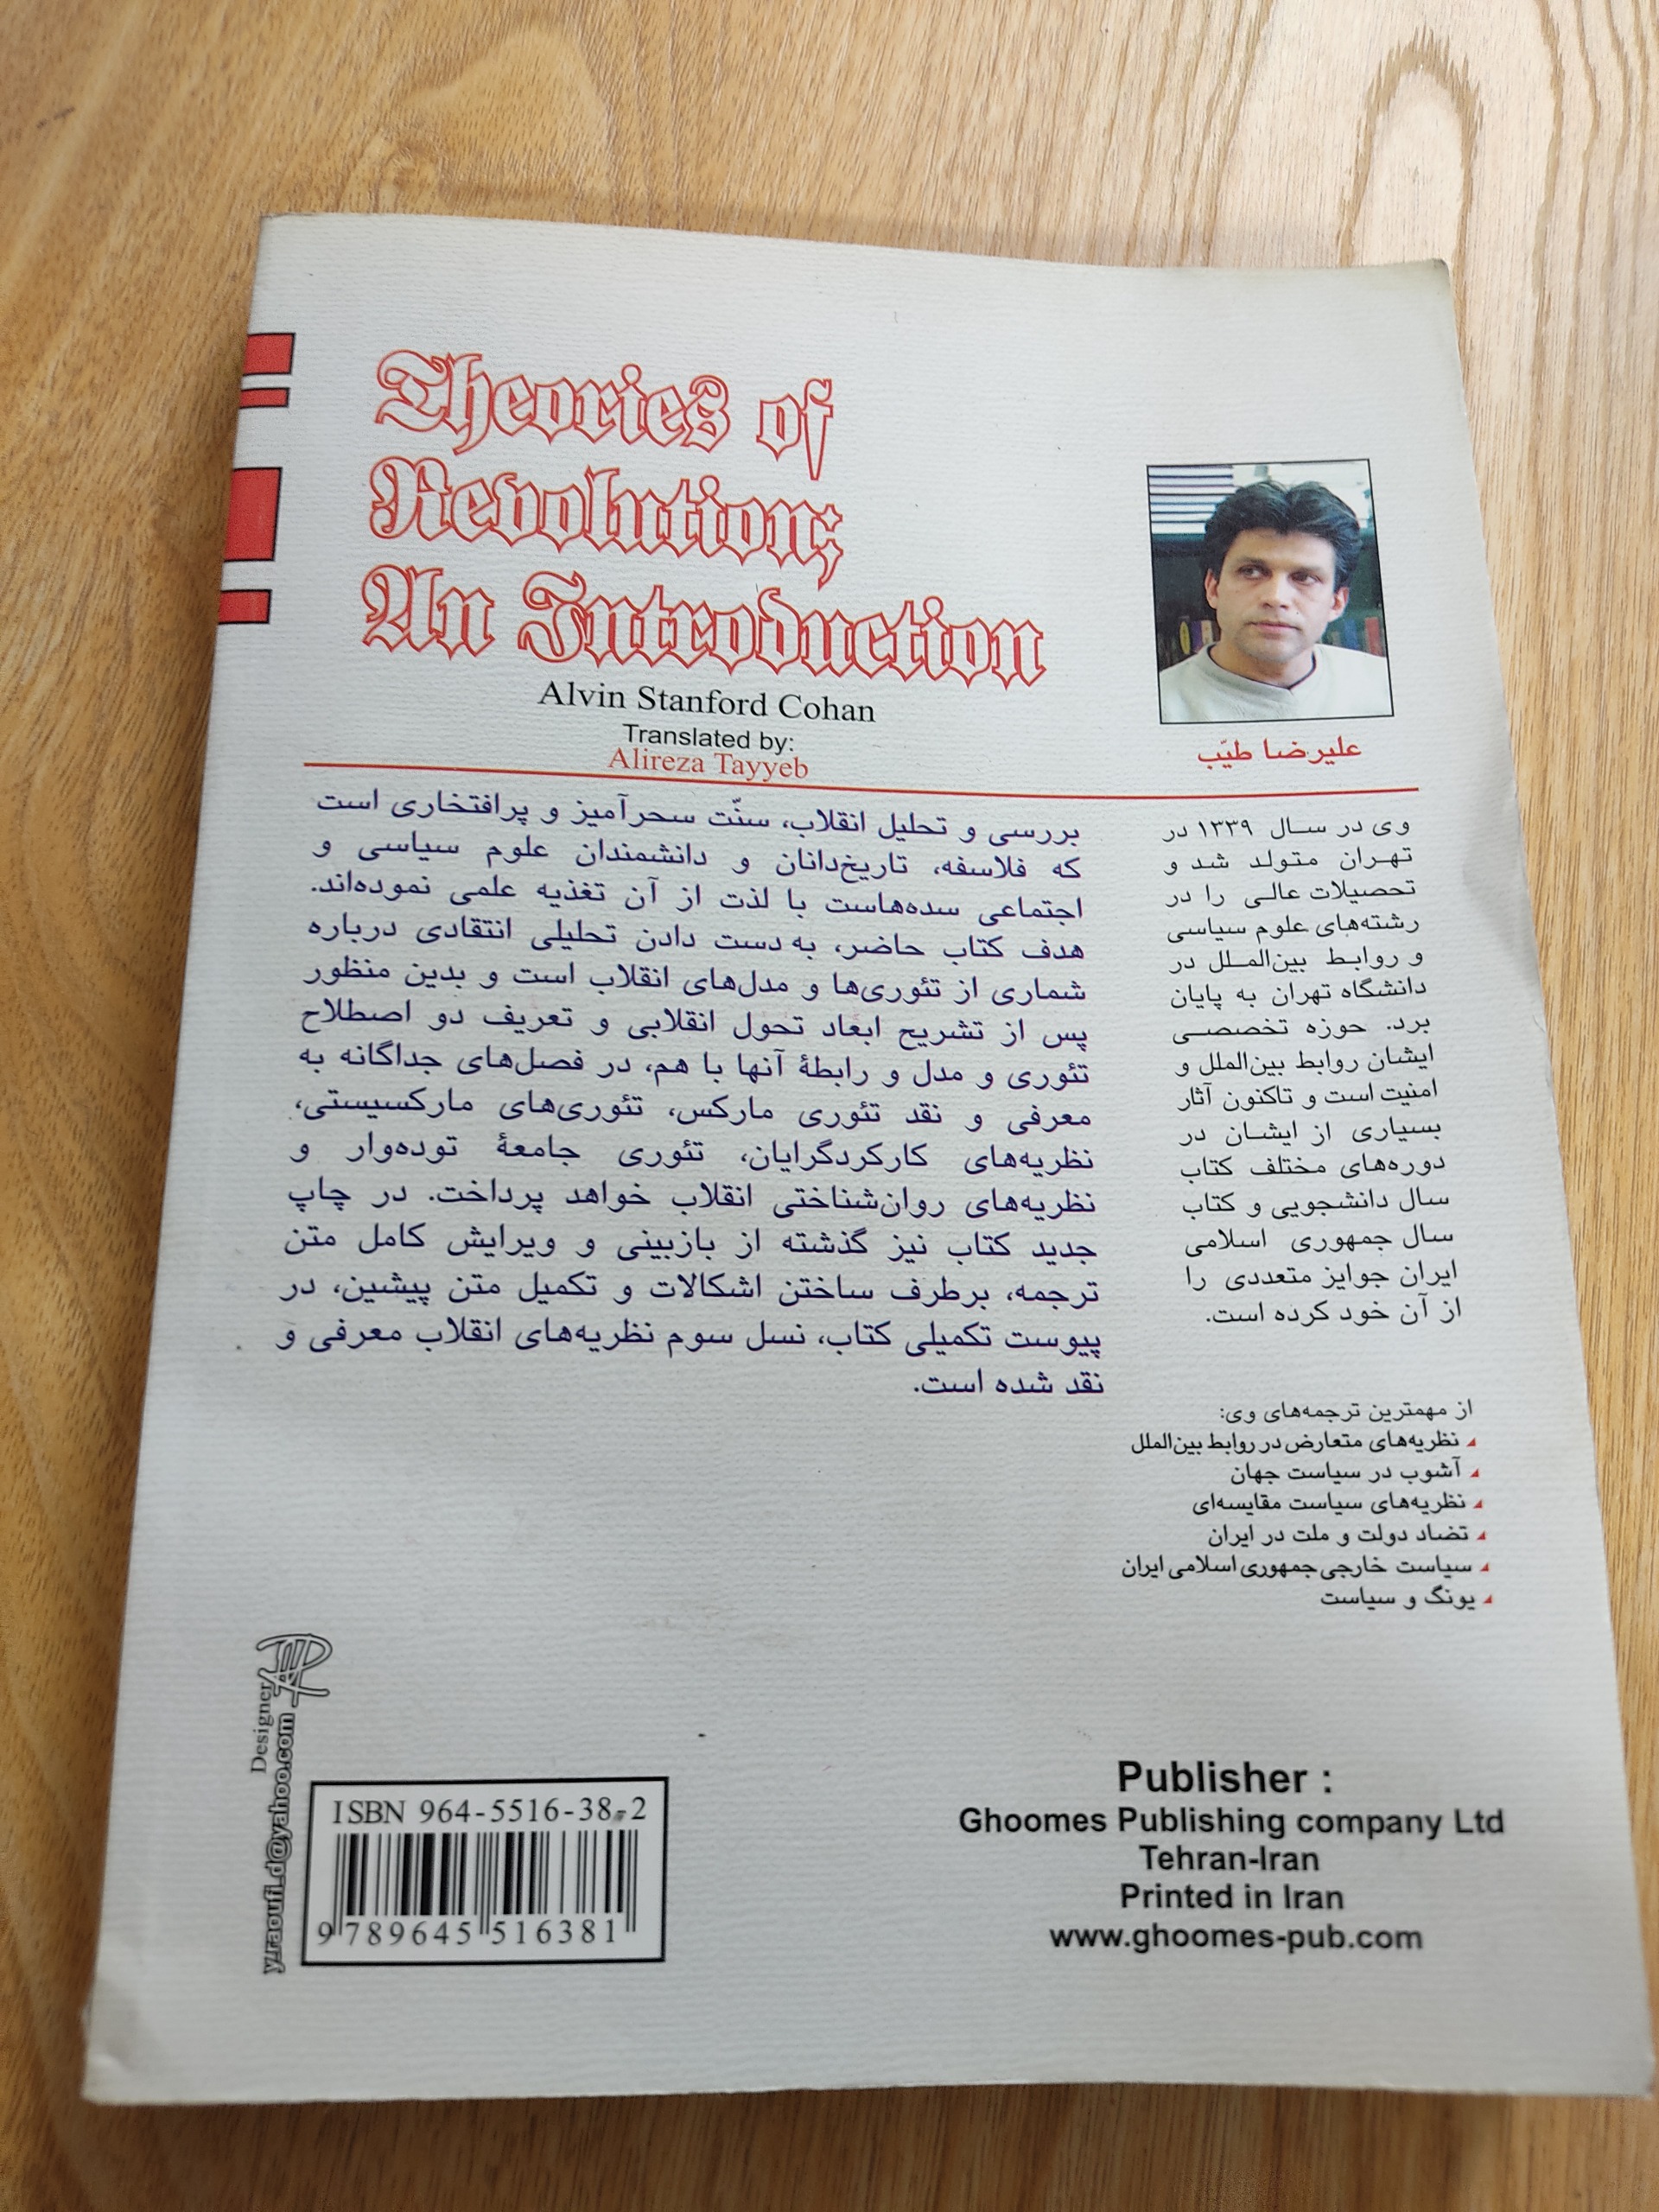 Theories of
Revolution;
An Introduction
Alvin Stanford Cohan
Translated by:
Alireza Tayyeb
بررسی و تحلیل انقلاب، سنّت سحرآمیز و پرافتخاری است
که فلاسفه، تاریخ‌دانان و دانشمندان علوم سیاسی و
اجتماعی سده‌هاست با لذت از آن تغذیه علمی نموده‌اند.
هدف کتاب حاضر، به‌دست دادن تحلیلی انتقادی درباره
شماری از تئوری‌ها و مدل‌های انقلاب است و بدین منظور
پس از تشریح ابعاد تحول انقلابی و تعریف دو اصطلاح
تئوری و مدل و رابطهٔ آنها با هم، در فصل‌های جداگانه به
معرفی و نقد تئوری مارکس، تئوری‌های مارکسیستی،
نظریه‌های کارکردگرایان، تئوری جامعهٔ توده‌وار و
نظریه‌های روان‌شناختی انقلاب خواهد پرداخت. در چاپ
جدید کتاب نیز گذشته از بازبینی و ویرایش کامل متن
ترجمه، برطرف ساختن اشکالات و تکمیل متن پیشین، در
پیوست تکمیلی کتاب، نسل سوم نظریه‌های انقلاب معرفی و
نقد شده است.
علیرضا طیّب
وی در سال ۱۳۳۹ در
تهران متولد شد و
تحصیلات عالی را در
رشته‌های علوم سیاسی
و روابط بین‌الملل در
دانشگاه تهران به پایان
برد. حوزه تخصصی
ایشان روابط بین‌الملل و
امنیت است و تاکنون آثار
بسیاری از ایشان در
دوره‌های مختلف کتاب
سال دانشجویی و کتاب
سال جمهوری اسلامی
ایران جوایز متعددی را
از آن خود کرده است.
از مهمترین ترجمه‌های وی:
نظریه‌های متعارض در روابط بین‌الملل
آشوب در سیاست جهان
نظریه‌های سیاست مقایسه‌ای
تضاد دولت و ملت در ایران
سیاست خارجی جمهوری اسلامی ایران
یونگ و سیاست
Designer
y.raoufi_d@yahoo.com
ISBN 964-5516-38-2
9 789645 516381
Publisher :
Ghoomes Publishing company Ltd
Tehran-Iran
Printed in Iran
www.ghoomes-pub.com